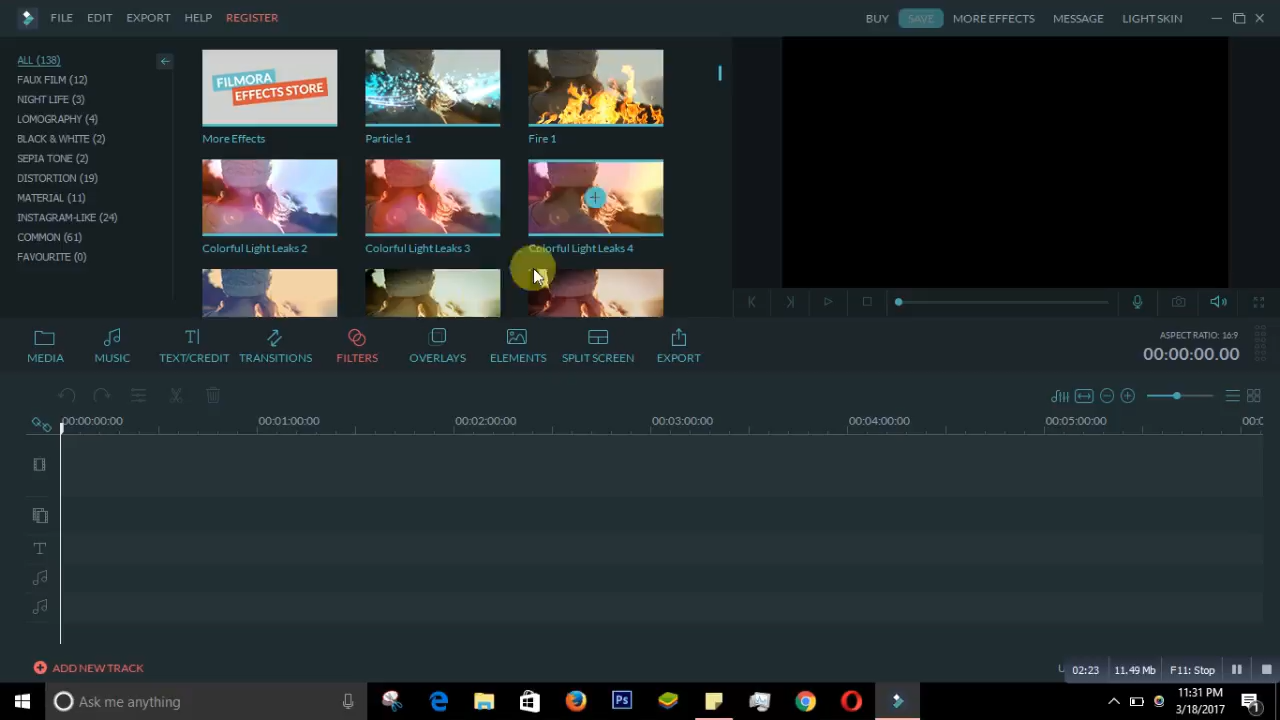 FILE EDIT EXPORT HELP REGISTER BUY SAVE MORE EFFECTS MESSAGE LIGHT SKIN
ALL (138)
FAUX FILM (12)
NIGHT LIFE (3)
LOMOGRAPHY (4)
BLACK & WHITE (2)
SEPIA TONE (2)
DISTORTION (19)
MATERIAL (11)
INSTAGRAM-LIKE (24)
COMMON (61)
FAVOURITE (0)
FILMORA
EFFECTS STORE
More Effects Particle 1 Fire 1
Colorful Light Leaks 2 Colorful Light Leaks 3 Colorful Light Leaks 4
MEDIA MUSIC TEXT/CREDIT TRANSITIONS FILTERS OVERLAYS ELEMENTS SPLIT SCREEN EXPORT
ASPECT RATIO: 16:9
00:00:00.00
00:00:00:00 00:01:00:00 00:02:00:00 00:03:00:00 00:04:00:00 00:05:00:00
ADD NEW TRACK
02:23 11.49 Mb F11: Stop
Ask me anything
Ps
11:31 PM
3/18/2017
1